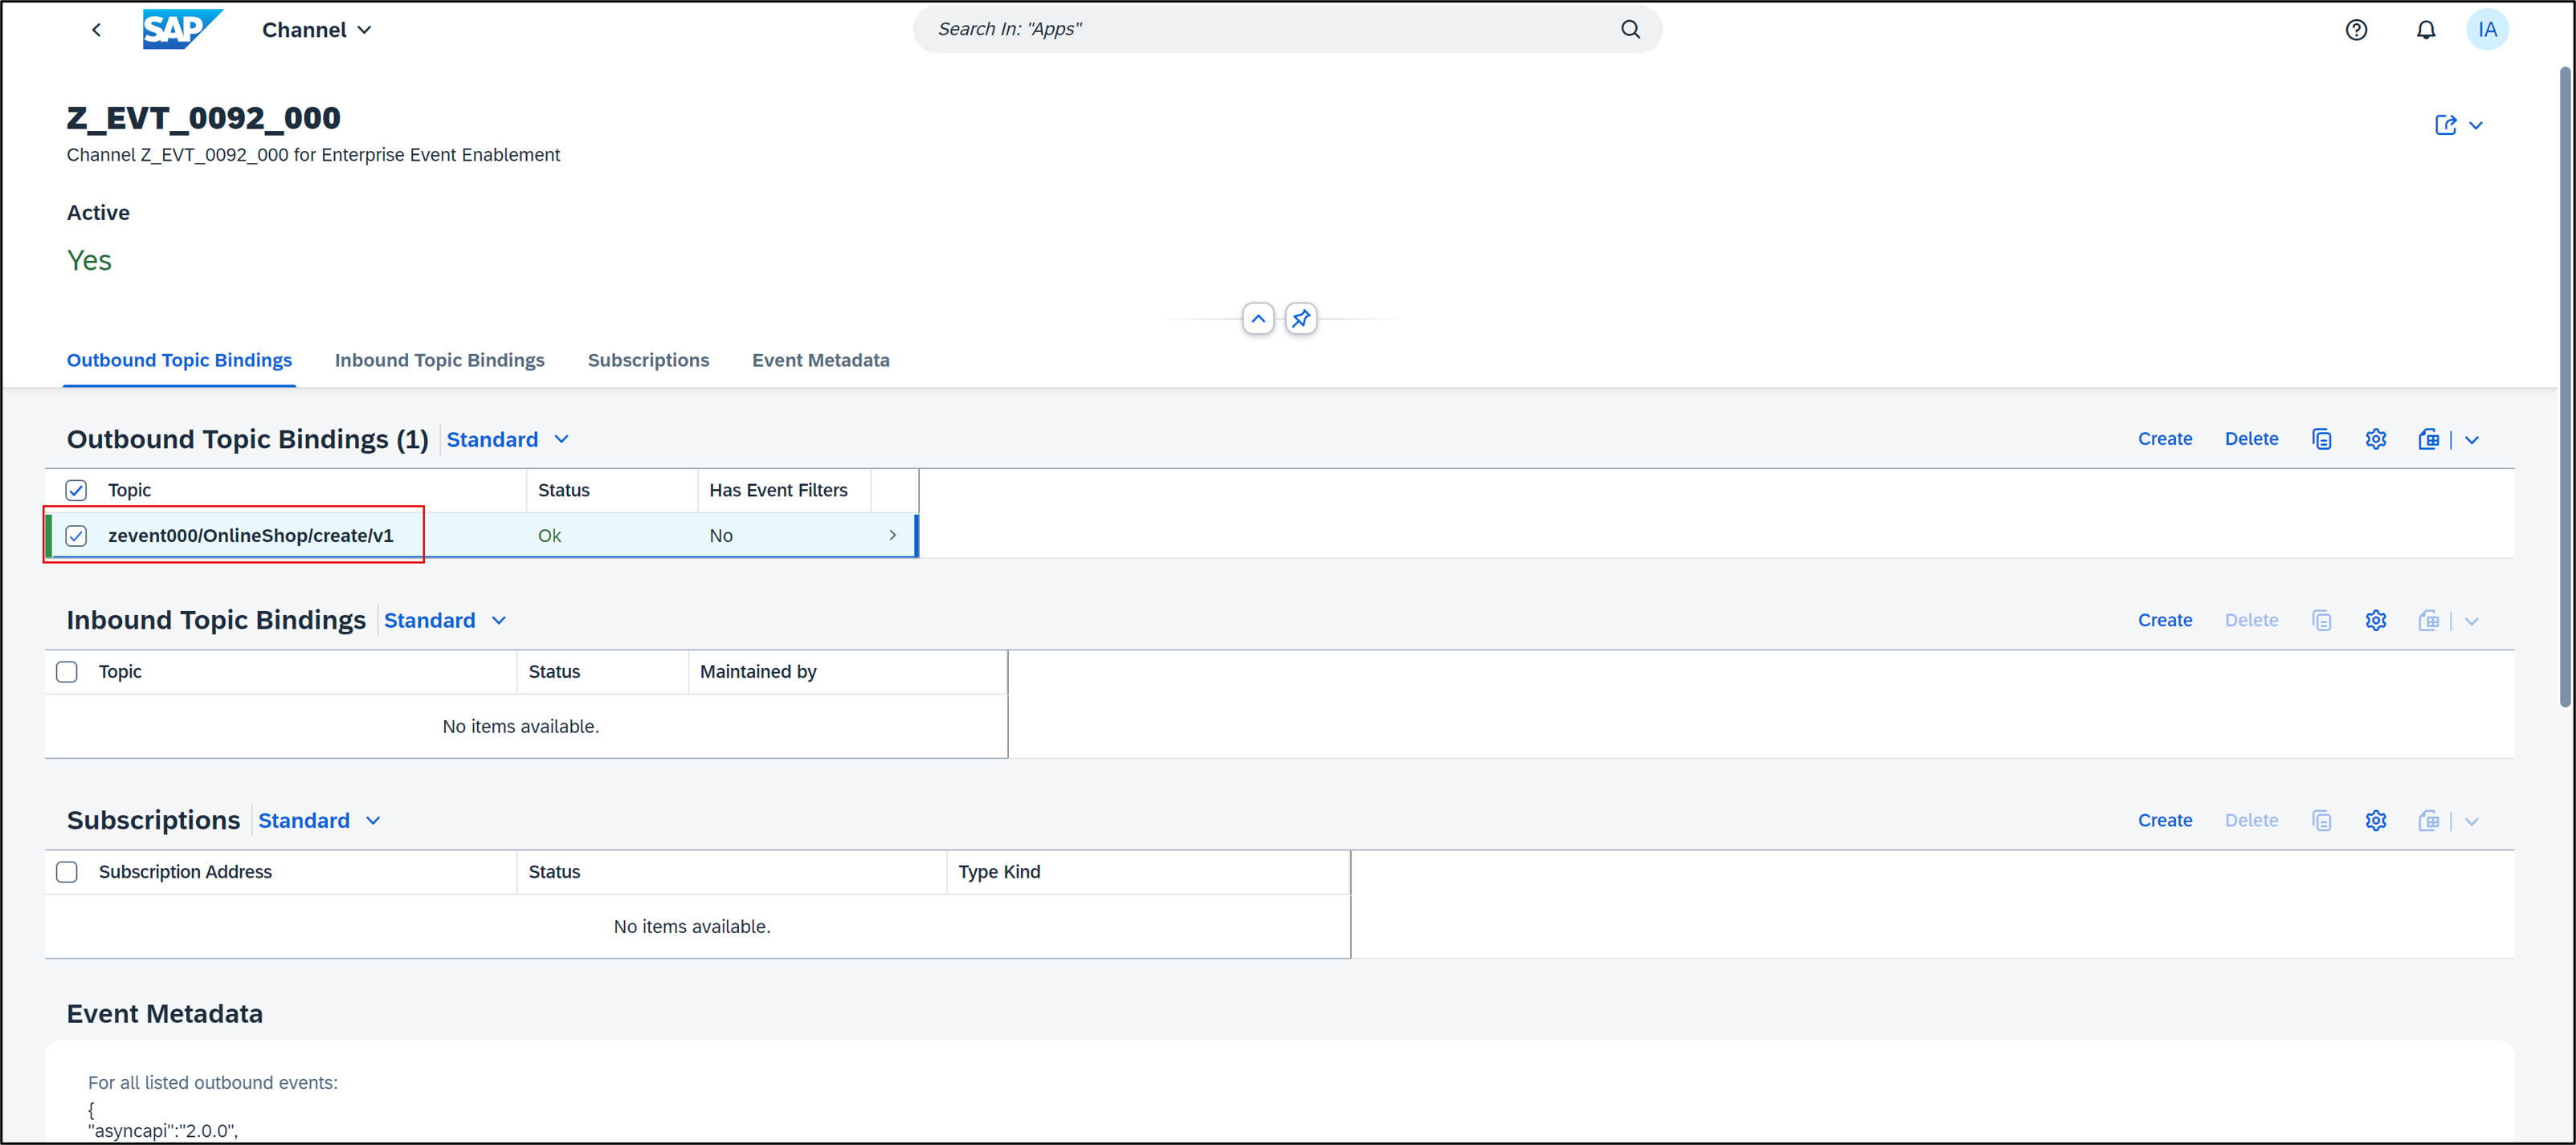 SAP Channel Search In: "Apps" IA
Z_EVT_0092_000
Channel Z_EVT_0092_000 for Enterprise Event Enablement
Active
Yes
Outbound Topic Bindings Inbound Topic Bindings Subscriptions Event Metadata
Outbound Topic Bindings (1) Standard Create Delete
Topic Status Has Event Filters
zevent000/OnlineShop/create/v1 Ok No
Inbound Topic Bindings Standard Create Delete
Topic Status Maintained by
No items available.
Subscriptions Standard Create Delete
Subscription Address Status Type Kind
No items available.
Event Metadata
For all listed outbound events:
{
"asyncapi":"2.0.0",